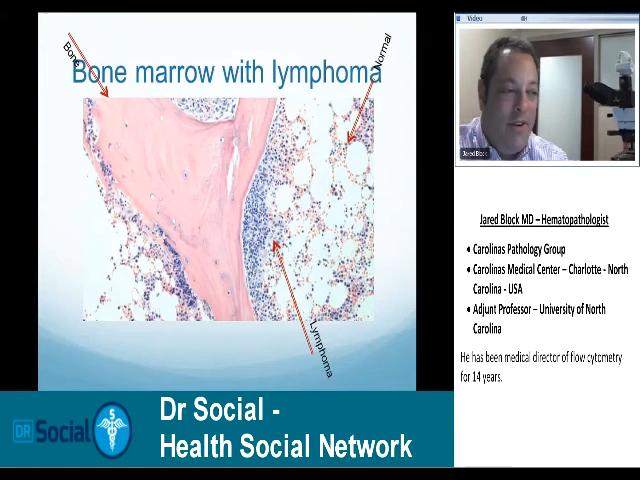 Bone marrow with lymphoma
Bone
Normal
Lymphoma
Video
Jared Block
Jared Block MD – Hematopathologist
• Carolinas Pathology Group
• Carolinas Medical Center – Charlotte - North
Carolina - USA
• Adjunt Professor – University of North
Carolina
He has been medical director of flow cytometry
for 14 years.
DR Social
Dr Social -
Health Social Network